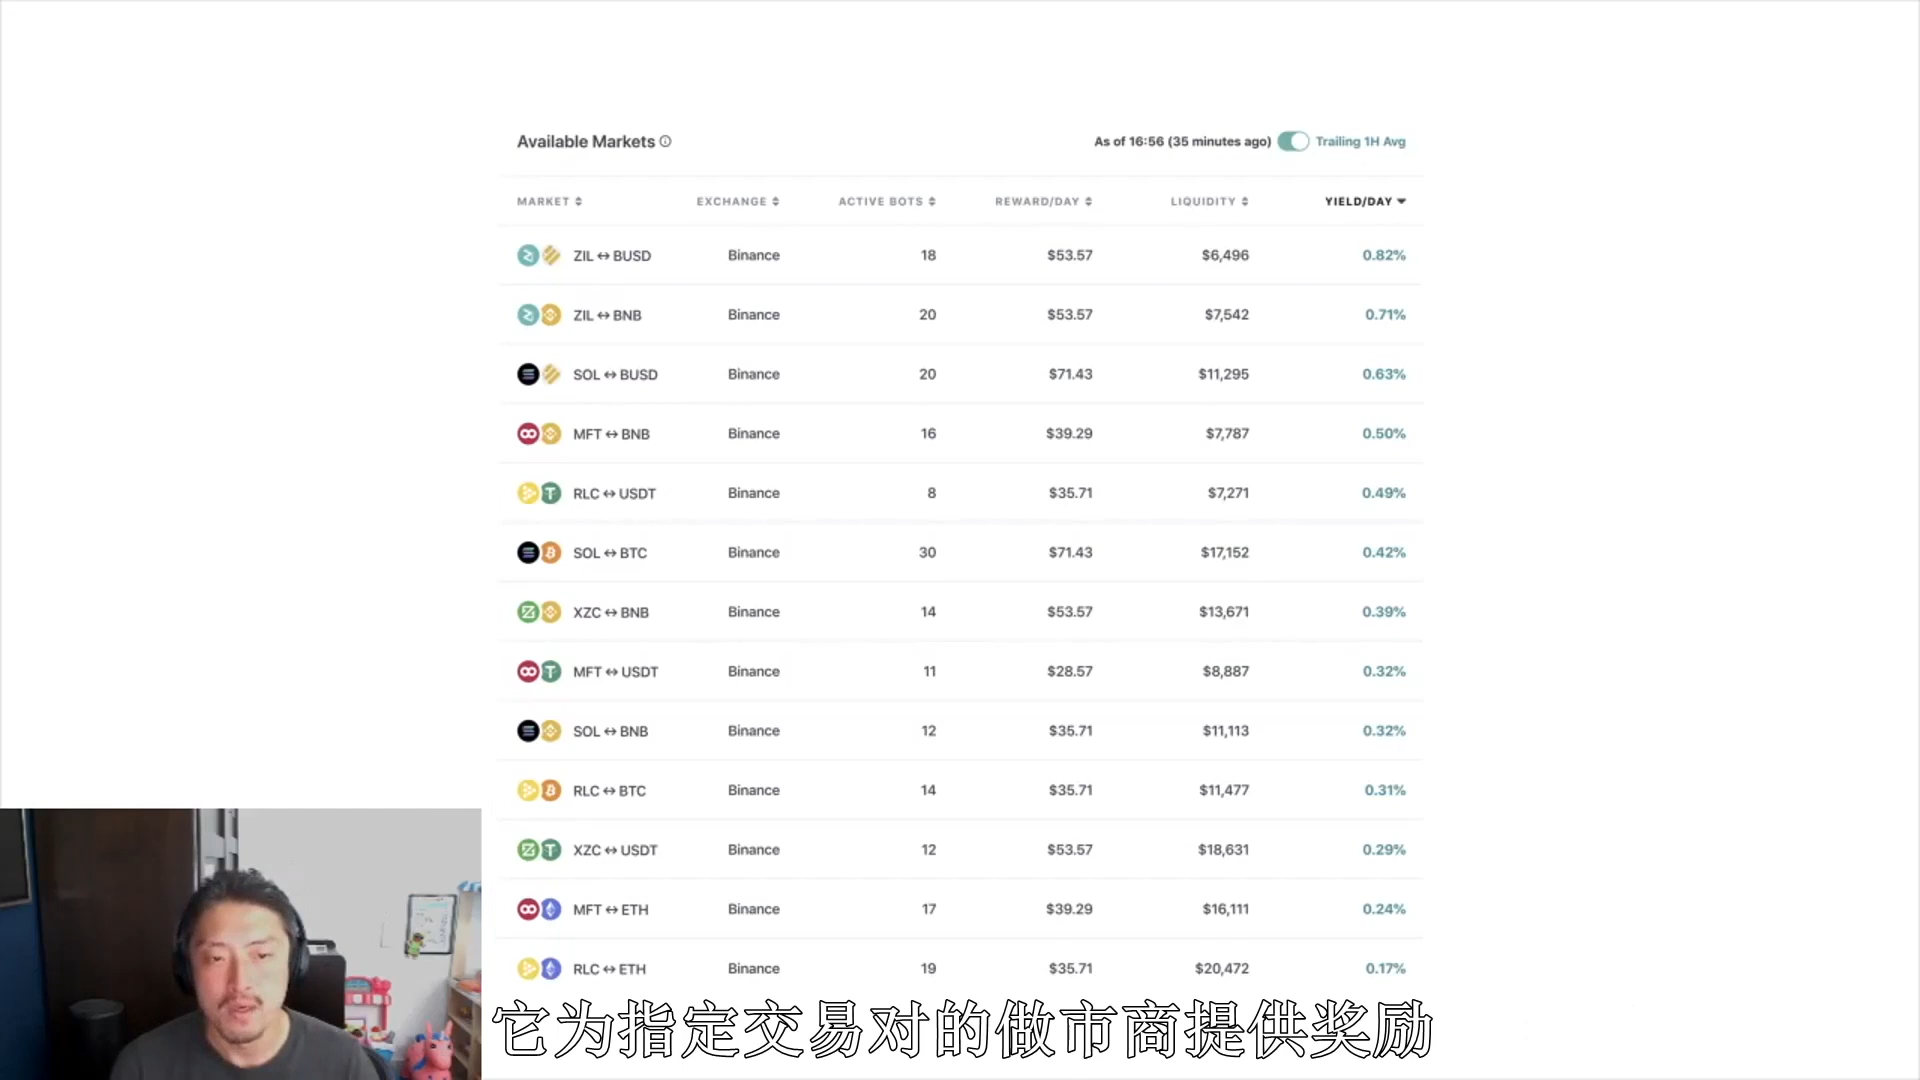 Available Markets
As of 16:56 (35 minutes ago) Trailing 1H Avg
MARKET EXCHANGE ACTIVE BOTS REWARD/DAY LIQUIDITY YIELD/DAY
ZIL ↔ BUSD Binance 18 $53.57 $6,496 0.82%
ZIL ↔ BNB Binance 20 $53.57 $7,542 0.71%
SOL ↔ BUSD Binance 20 $71.43 $11,295 0.63%
MFT ↔ BNB Binance 16 $39.29 $7,787 0.50%
RLC ↔ USDT Binance 8 $35.71 $7,271 0.49%
SOL ↔ BTC Binance 30 $71.43 $17,152 0.42%
XZC ↔ BNB Binance 14 $53.57 $13,671 0.39%
MFT ↔ USDT Binance 11 $28.57 $8,887 0.32%
SOL ↔ BNB Binance 12 $35.71 $11,113 0.32%
RLC ↔ BTC Binance 14 $35.71 $11,477 0.31%
XZC ↔ USDT Binance 12 $53.57 $18,631 0.29%
MFT ↔ ETH Binance 17 $39.29 $16,111 0.24%
RLC ↔ ETH Binance 19 $35.71 $20,472 0.17%
它为指定交易对的做市商提供奖励